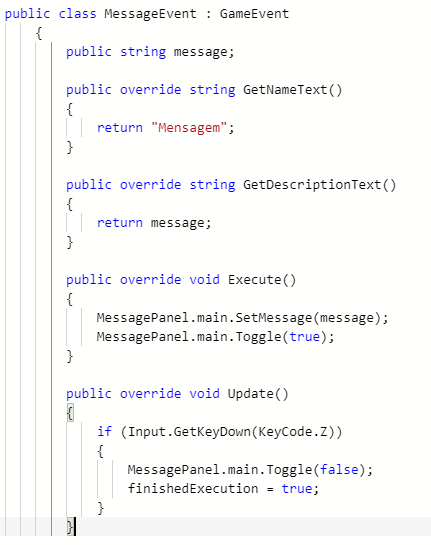 public class MessageEvent : GameEvent
{
public string message;
public override string GetNameText()
{
return "Mensagem";
}
public override string GetDescriptionText()
{
return message;
}
public override void Execute()
{
MessagePanel.main.SetMessage(message);
MessagePanel.main.Toggle(true);
}
public override void Update()
{
if (Input.GetKeyDown(KeyCode.Z))
{
MessagePanel.main.Toggle(false);
finishedExecution = true;
}
}